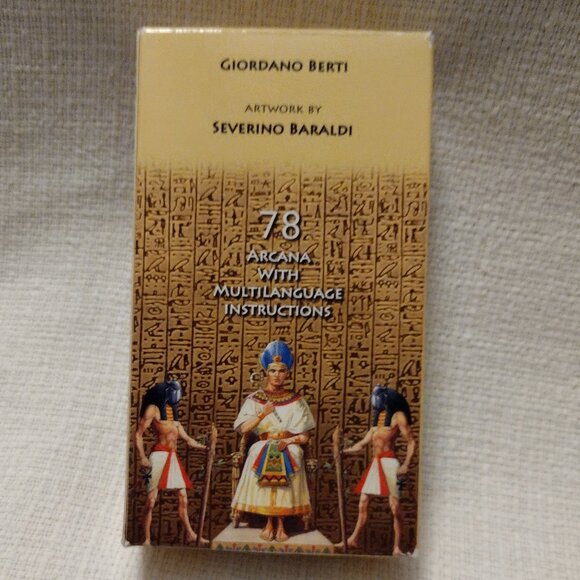 GIORDANO BERTI
ARTWORK BY
SEVERINO BARALDI
78
ARCANA
WITH
MULTILANGUAGE
INSTRUCTIONS